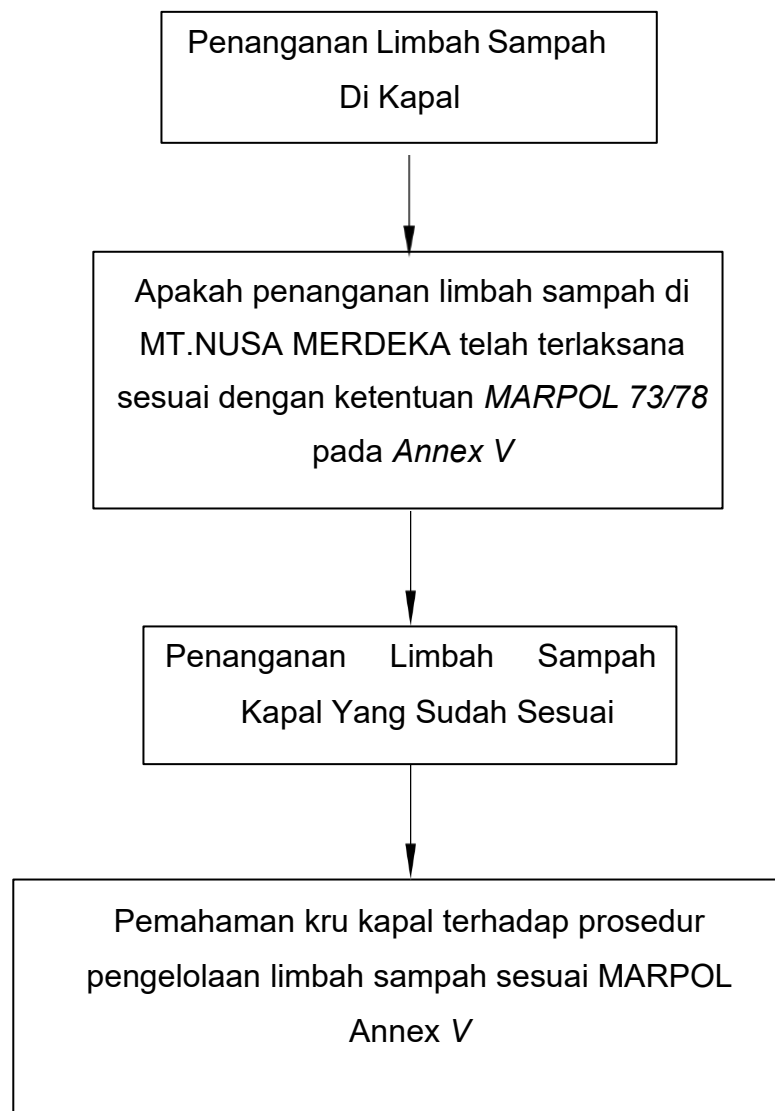 Penanganan Limbah Sampah
Di Kapal
Apakah penanganan limbah sampah di
MT.NUSA MERDEKA telah terlaksana
sesuai dengan ketentuan MARPOL 73/78
pada Annex V
Penanganan Limbah Sampah
Kapal Yang Sudah Sesuai
Pemahaman kru kapal terhadap prosedur
pengelolaan limbah sampah sesuai MARPOL
Annex V